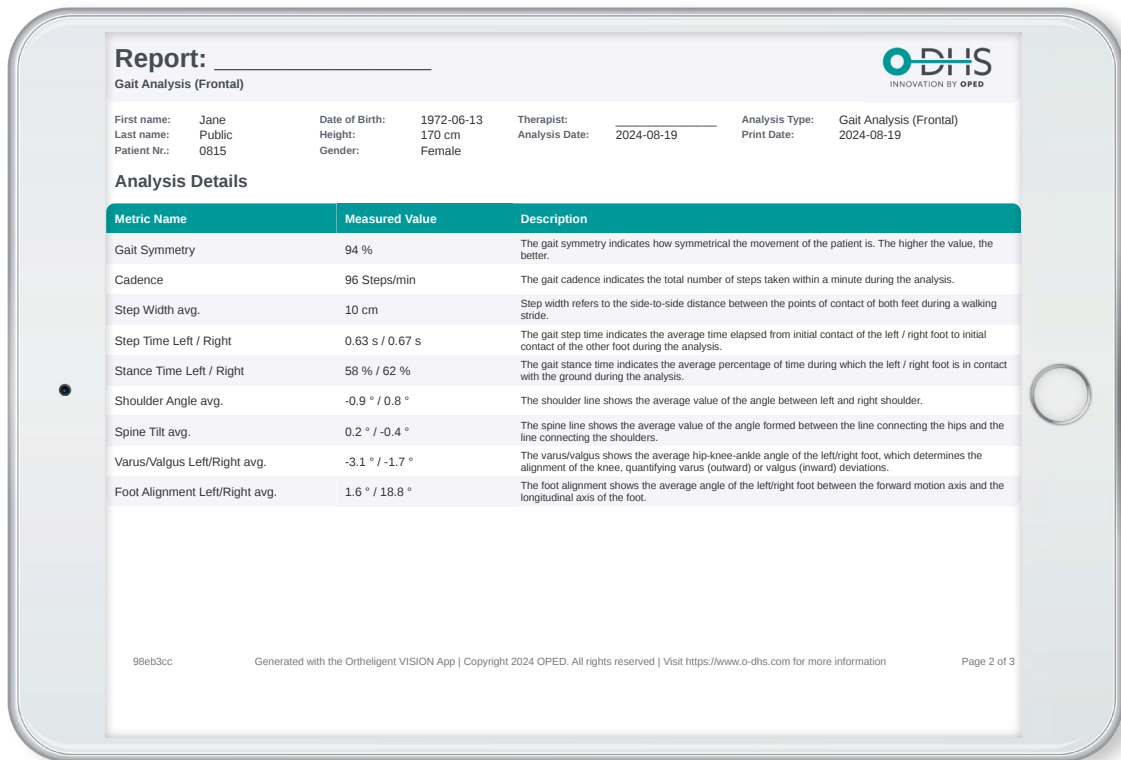 Report: ____________________
Gait Analysis (Frontal)
O-DHS
INNOVATION BY OPED
First name: Jane Date of Birth: 1972-06-13 Therapist: _______________ Analysis Type: Gait Analysis (Frontal)
Last name: Public Height: 170 cm Analysis Date: 2024-08-19 Print Date: 2024-08-19
Patient Nr.: 0815 Gender: Female
Analysis Details
Metric Name Measured Value Description
Gait Symmetry 94 % The gait symmetry indicates how symmetrical the movement of the patient is. The higher the value, the
better.
Cadence 96 Steps/min The gait cadence indicates the total number of steps taken within a minute during the analysis.
Step Width avg. 10 cm Step width refers to the side-to-side distance between the points of contact of both feet during a walking
stride.
Step Time Left / Right 0.63 s / 0.67 s The gait step time indicates the average time elapsed from initial contact of the left / right foot to initial
contact of the other foot during the analysis.
Stance Time Left / Right 58 % / 62 % The gait stance time indicates the average percentage of time during which the left / right foot is in contact
with the ground during the analysis.
Shoulder Angle avg. -0.9 ° / 0.8 ° The shoulder line shows the average value of the angle between left and right shoulder.
Spine Tilt avg. 0.2 ° / -0.4 ° The spine line shows the average value of the angle formed between the line connecting the hips and the
line connecting the shoulders.
Varus/Valgus Left/Right avg. -3.1 ° / -1.7 ° The varus/valgus shows the average hip-knee-ankle angle of the left/right foot, which determines the
alignment of the knee, quantifying varus (outward) or valgus (inward) deviations.
Foot Alignment Left/Right avg. 1.6 ° / 18.8 ° The foot alignment shows the average angle of the left/right foot between the forward motion axis and the
longitudinal axis of the foot.
98eb3cc Generated with the Ortheligent VISION App | Copyright 2024 OPED. All rights reserved | Visit https://www.o-dhs.com for more information Page 2 of 3